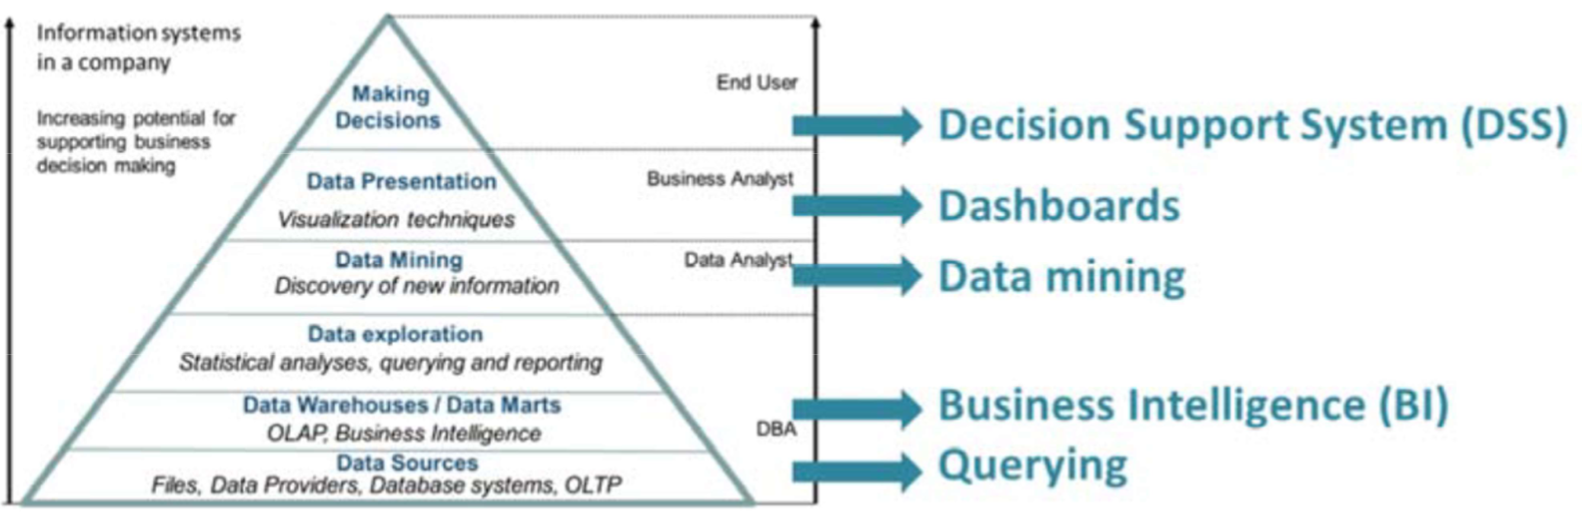 Information systems
in a company
Increasing potential for
supporting business
decision making
Making
Decisions
Data Presentation
Visualization techniques
Data Mining
Discovery of new information
Data exploration
Statistical analyses, querying and reporting
Data Warehouses / Data Marts
OLAP, Business Intelligence
Data Sources
Files, Data Providers, Database systems, OLTP
End User
Business Analyst
Data Analyst
DBA
Decision Support System (DSS)
Dashboards
Data mining
Business Intelligence (BI)
Querying